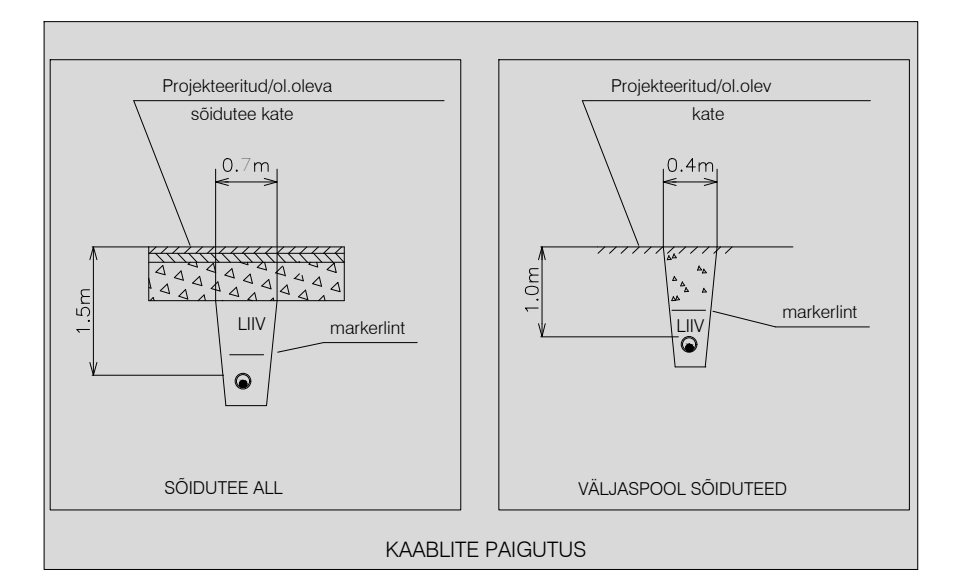 Projekteeritud/ol.oleva
sõidutee kate
0.7m
1.5m
LIIV
markerlint
SÕIDUTEE ALL
Projekteeritud/ol.olev
kate
0.4m
1.0m
LIIV
markerlint
VÄLJASPOOL SÕIDUTEED
KAABLITE PAIGUTUS